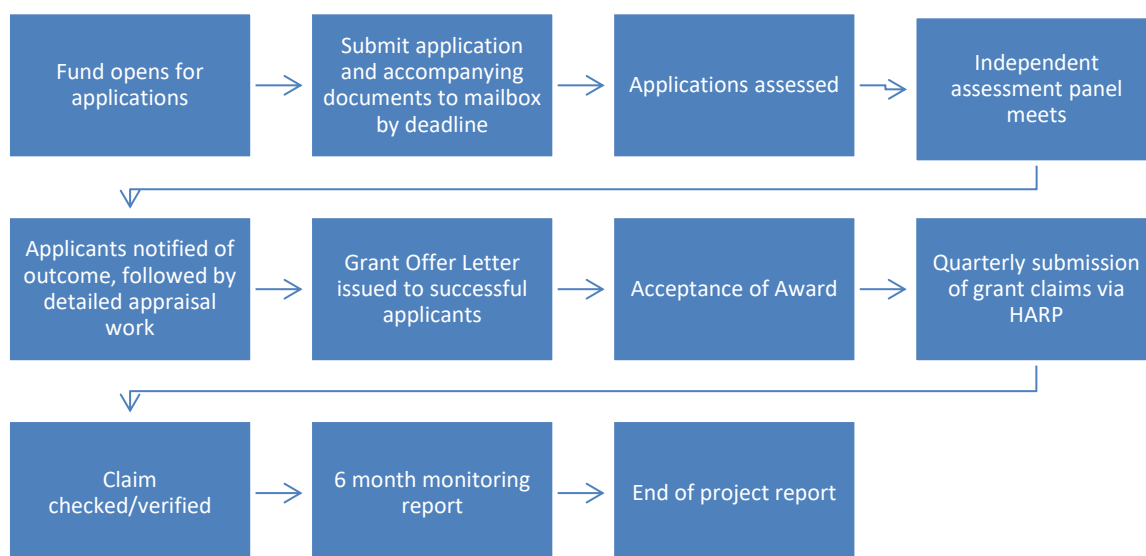 Fund opens for
applications
Submit application
and accompanying
documents to mailbox
by deadline
Applications assessed
Independent
assessment panel
meets
Applicants notified of
outcome, followed by
detailed appraisal
work
Grant Offer Letter
issued to successful
applicants
Acceptance of Award
Quarterly submission
of grant claims via
HARP
Claim
checked/verified
6 month monitoring
report
End of project report